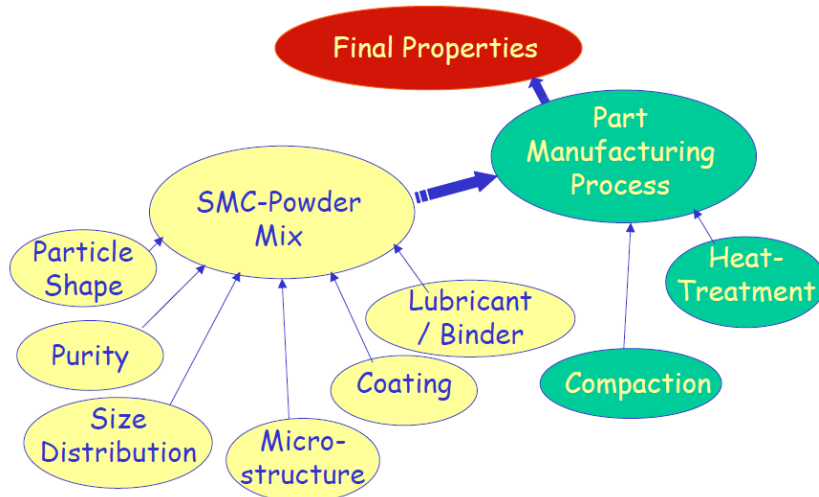 Final Properties
Part
Manufacturing
Process
SMC-Powder
Mix
Particle
Shape
Heat-
Treatment
Lubricant
/ Binder
Purity
Coating
Compaction
Size
Distribution
Micro-
structure